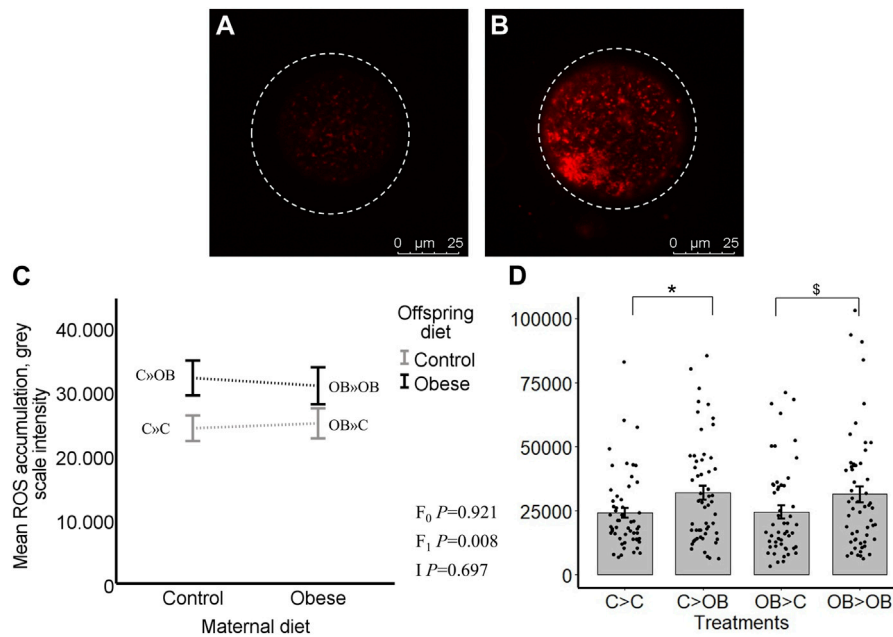 A
B
0 µm 25
0 µm 25
C
Mean ROS accumulation, grey
scale intensity
40.000
30.000
20.000
10.000
0
C»OB
OB»OB
C»C
OB»C
Control
Obese
Maternal diet
Offspring
diet
Control
Obese
F₀ P=0.921
F₁ P=0.008
I P=0.697
D
*
$
100000
75000
50000
25000
0
C>C
C>OB
OB>C
OB>OB
Treatments